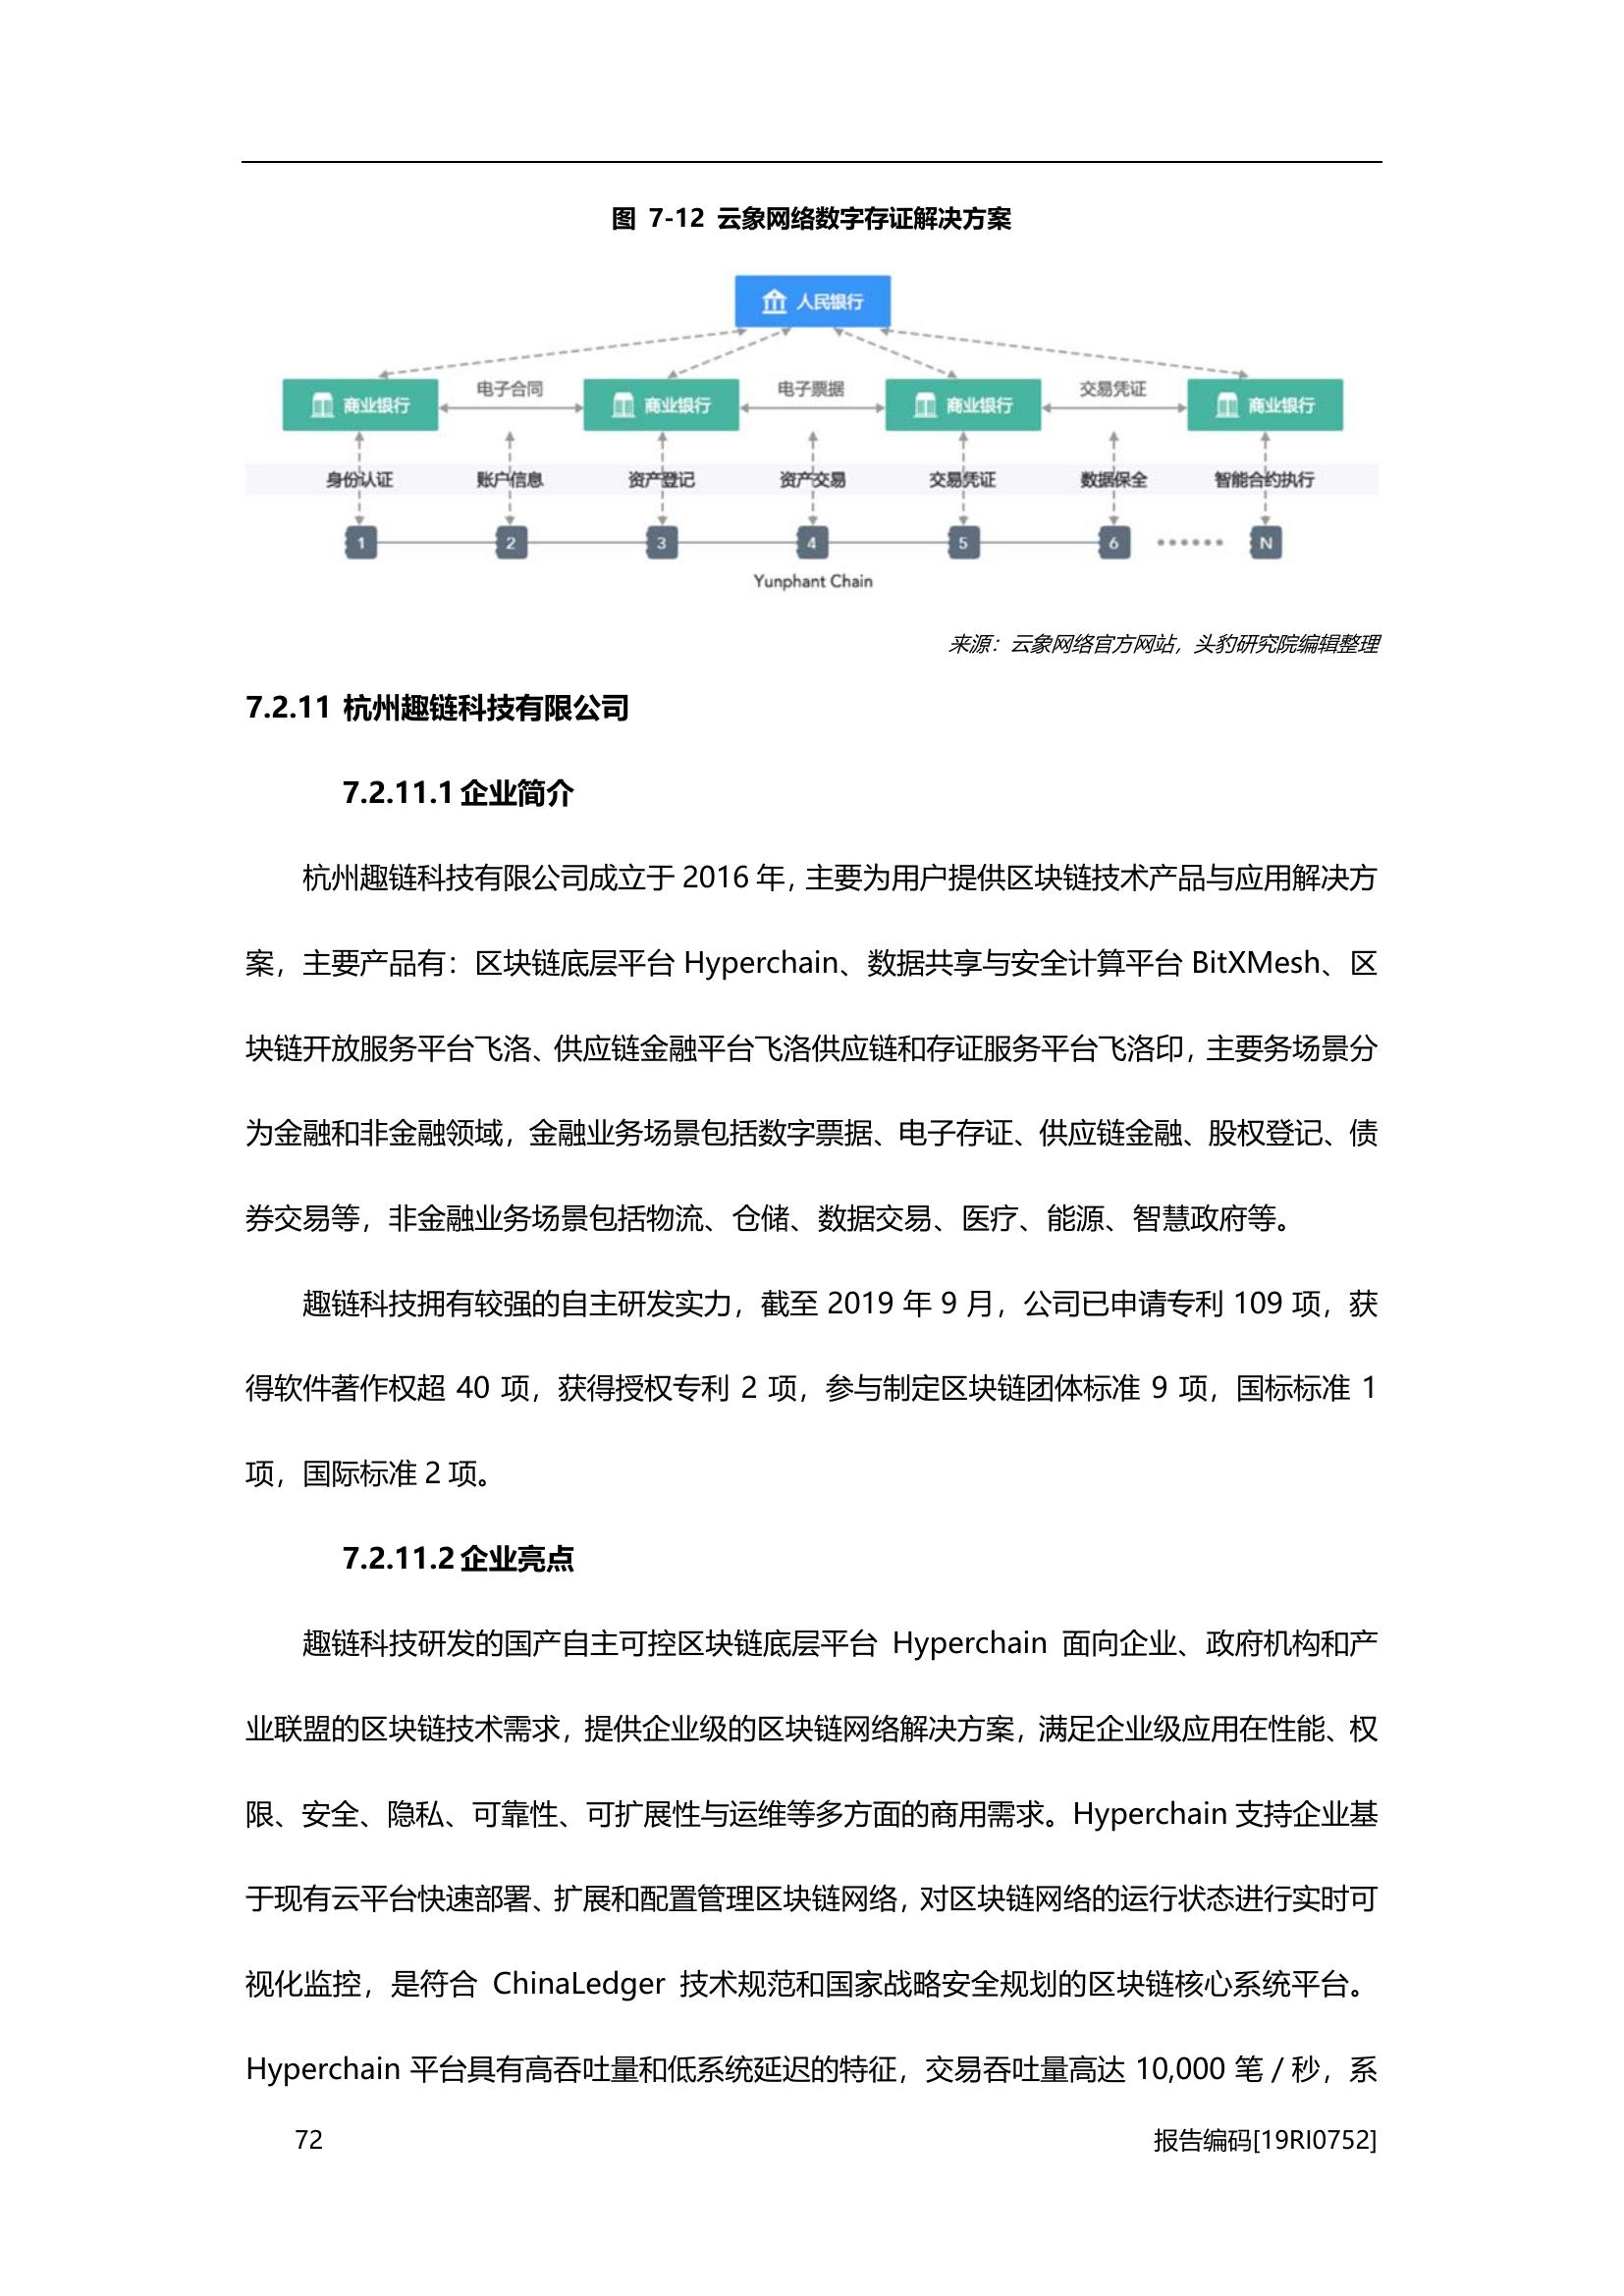 图 7-12 云象网络数字存证解决方案
人民银行
商业银行 电子合同 商业银行 电子票据 商业银行 交易凭证 商业银行
身份认证 账户信息 资产登记 资产交易 交易凭证 数据保全 智能合约执行
1 2 3 4 5 6 ······ N
Yunphant Chain
来源：云象网络官方网站，头豹研究院编辑整理
7.2.11 杭州趣链科技有限公司
7.2.11.1 企业简介
杭州趣链科技有限公司成立于 2016 年，主要为用户提供区块链技术产品与应用解决方
案，主要产品有：区块链底层平台 Hyperchain、数据共享与安全计算平台 BitXMesh、区
块链开放服务平台飞洛、供应链金融平台飞洛供应链和存证服务平台飞洛印，主要务场景分
为金融和非金融领域，金融业务场景包括数字票据、电子存证、供应链金融、股权登记、债
券交易等，非金融业务场景包括物流、仓储、数据交易、医疗、能源、智慧政府等。
趣链科技拥有较强的自主研发实力，截至 2019 年 9 月，公司已申请专利 109 项，获
得软件著作权超 40 项，获得授权专利 2 项，参与制定区块链团体标准 9 项，国标标准 1
项，国际标准 2 项。
7.2.11.2 企业亮点
趣链科技研发的国产自主可控区块链底层平台 Hyperchain 面向企业、政府机构和产
业联盟的区块链技术需求，提供企业级的区块链网络解决方案，满足企业级应用在性能、权
限、安全、隐私、可靠性、可扩展性与运维等多方面的商用需求。Hyperchain 支持企业基
于现有云平台快速部署、扩展和配置管理区块链网络，对区块链网络的运行状态进行实时可
视化监控，是符合 ChinaLedger 技术规范和国家战略安全规划的区块链核心系统平台。
Hyperchain 平台具有高吞吐量和低系统延迟的特征，交易吞吐量高达 10,000 笔 / 秒，系
72 报告编码[19RI0752]